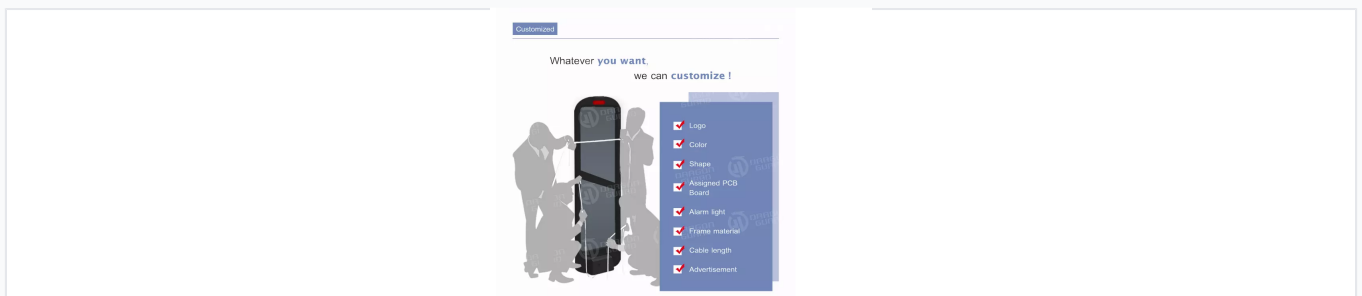 Customized
Whatever you want,
we can customize !
Logo
Color
Shape
Assigned PCB
Board
Alarm light
Frame material
Cable length
Advertisement